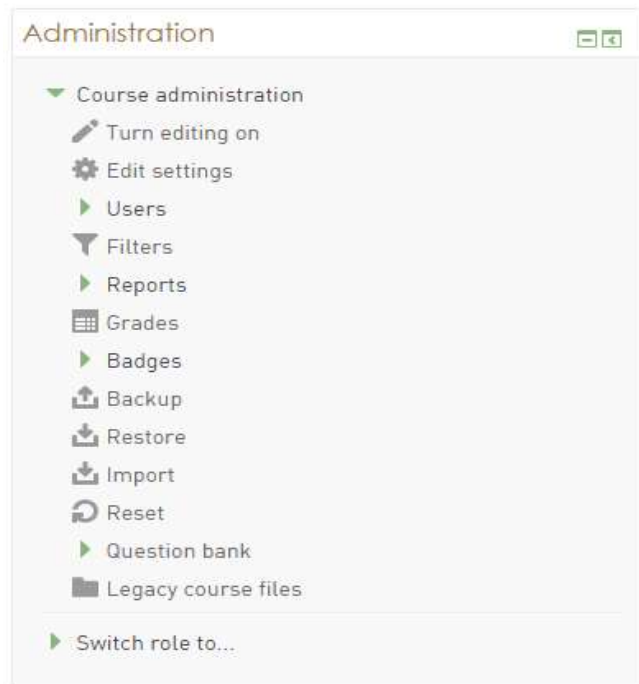 Administration
Course administration
Turn editing on
Edit settings
Users
Filters
Reports
Grades
Badges
Backup
Restore
Import
Reset
Question bank
Legacy course files
Switch role to...